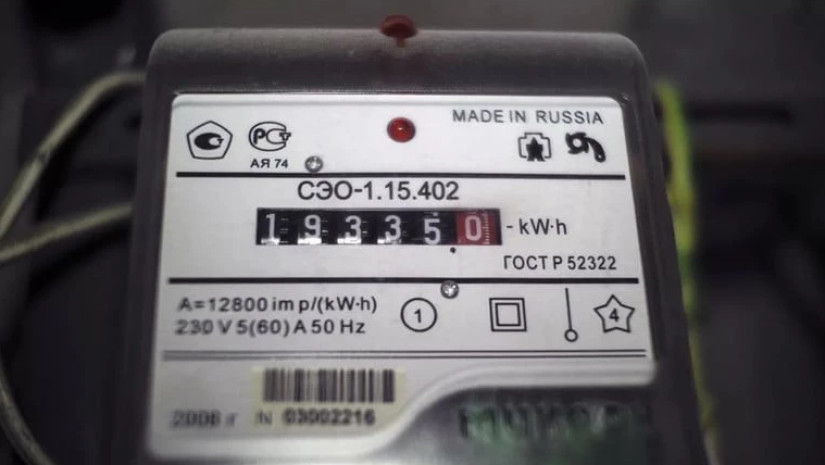 MADE IN RUSSIA
РСТ
АЯ 74
СЭО-1.15.402
193350 - kW·h
ГОСТ Р 52322
A=12800 imp/(kW·h)
230 V 5(60) A 50 Hz
1
4
2008 г № 03002216